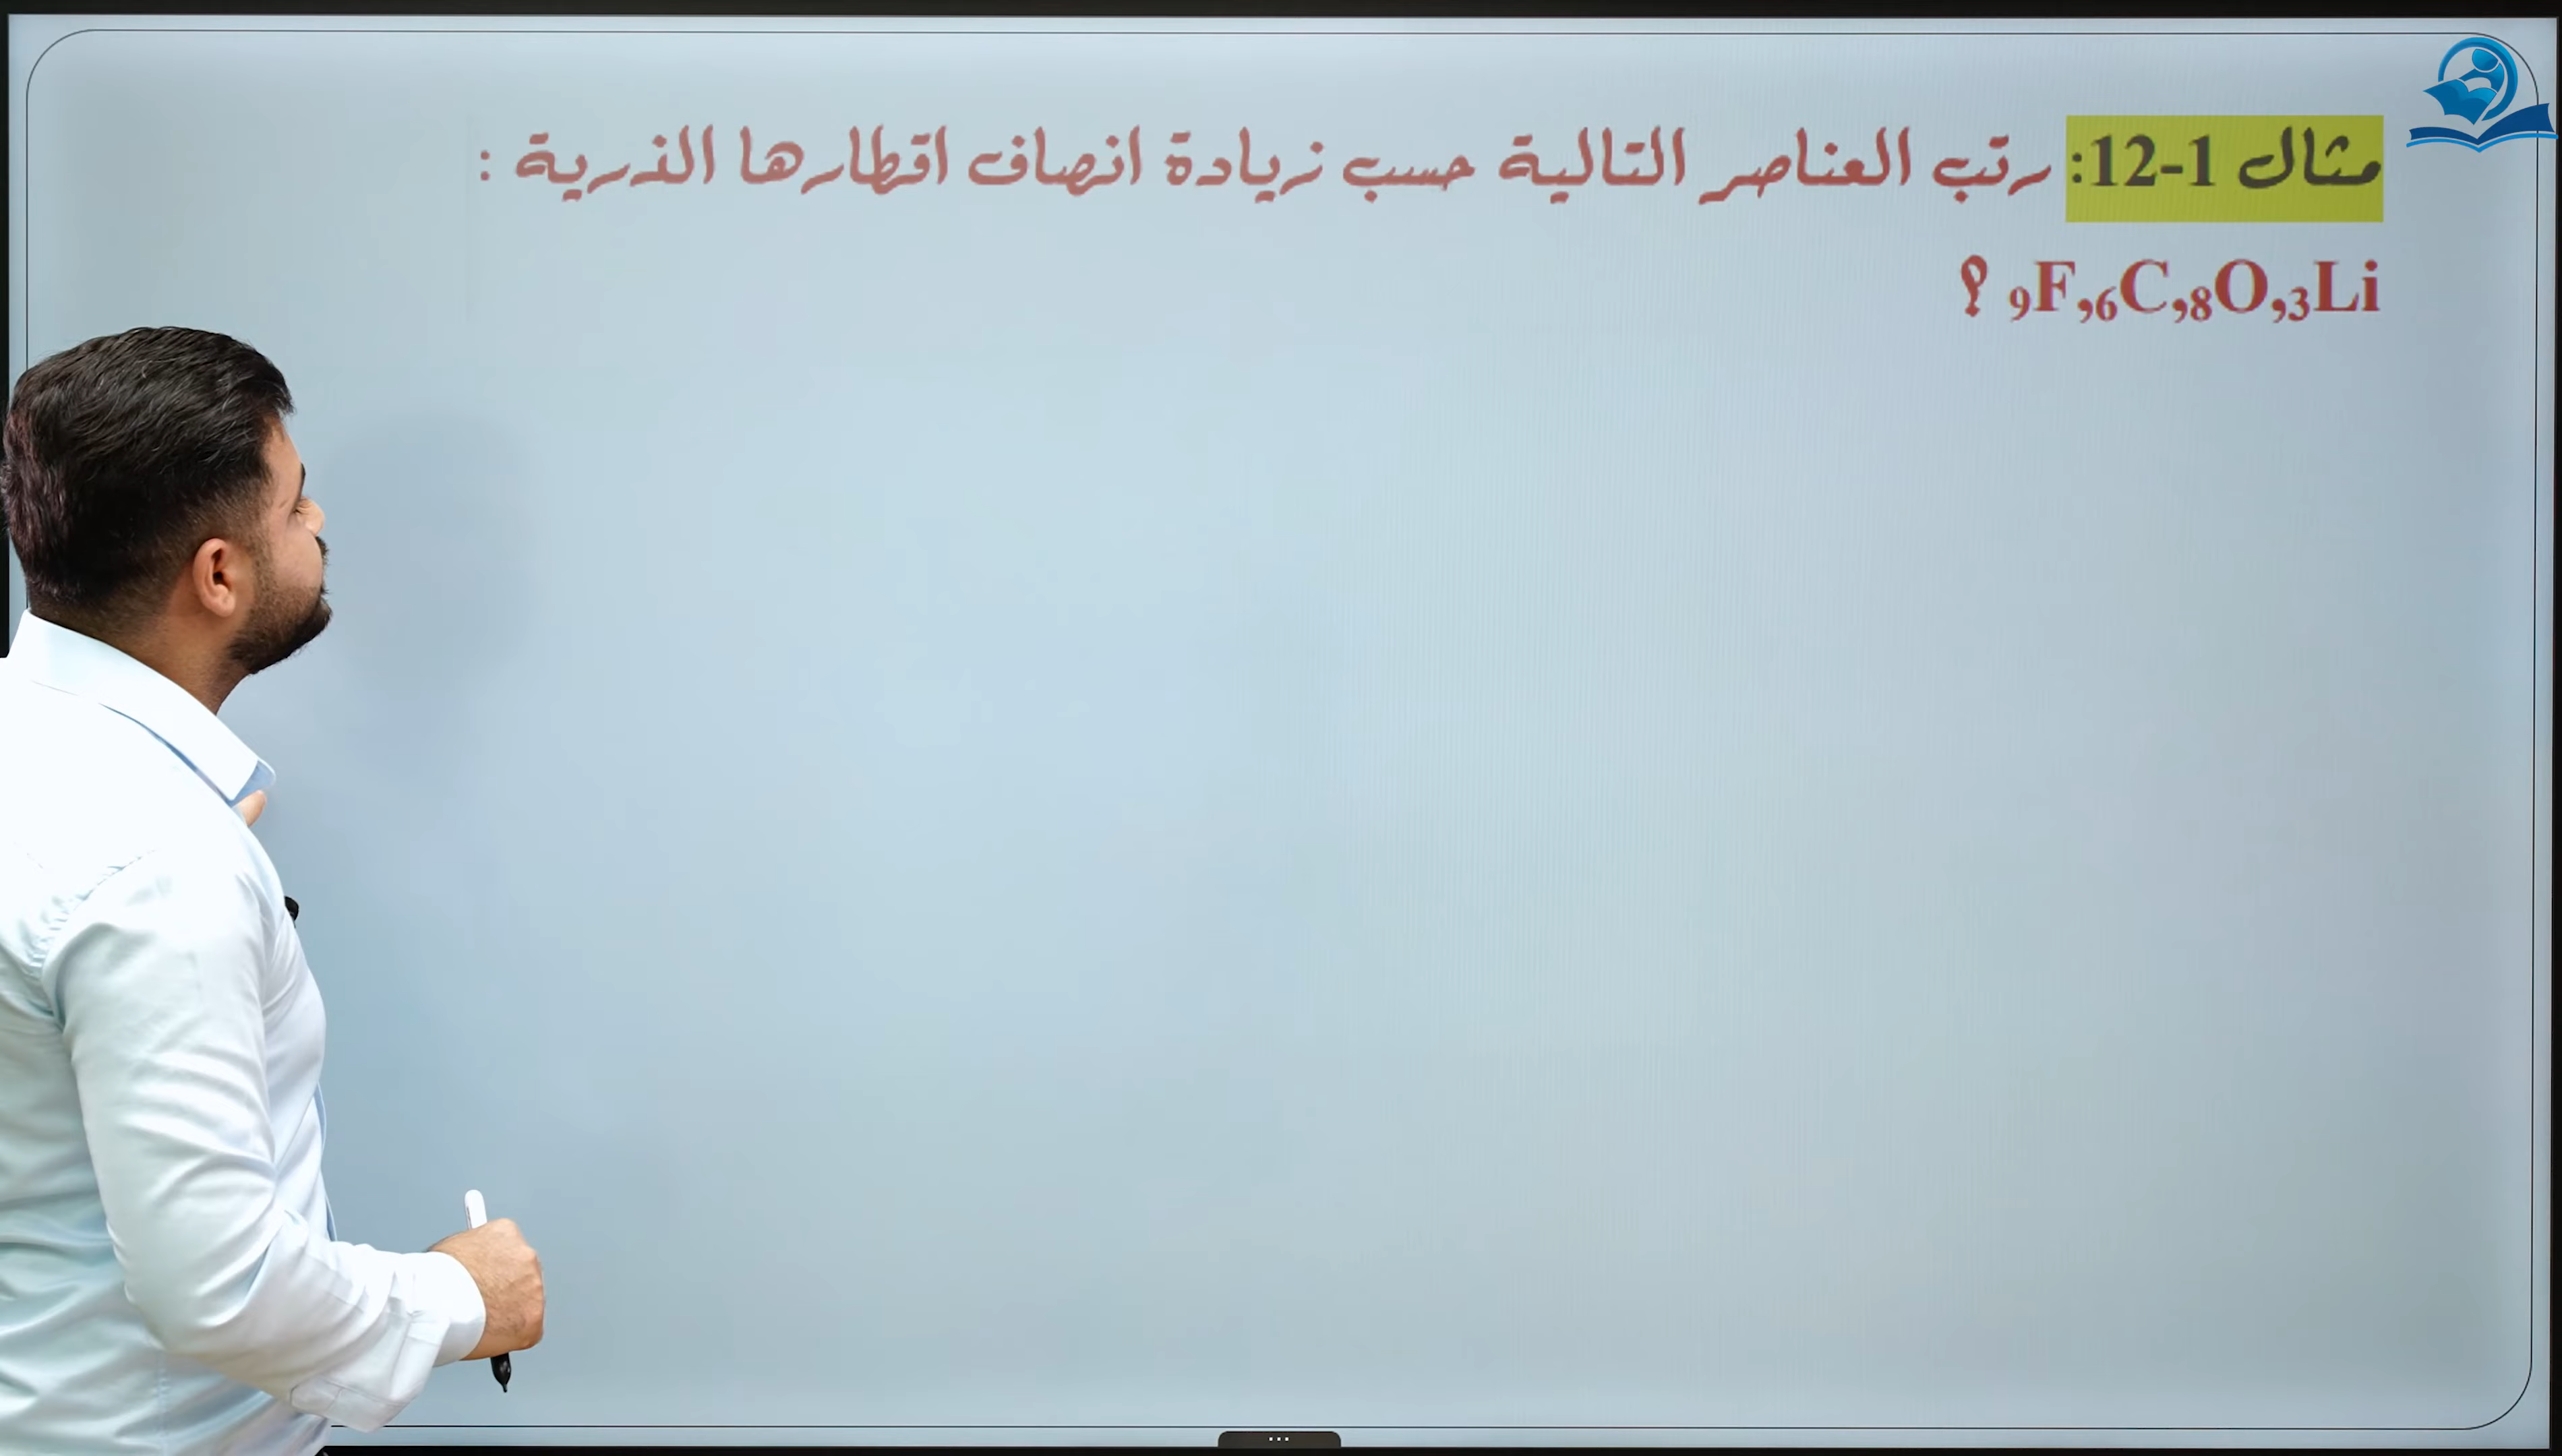 مثال 1-12: رتب العناصر التالية حسب زيادة انصاف اقطارها الذرية :
₉F,₆C,₈O,₃Li ؟